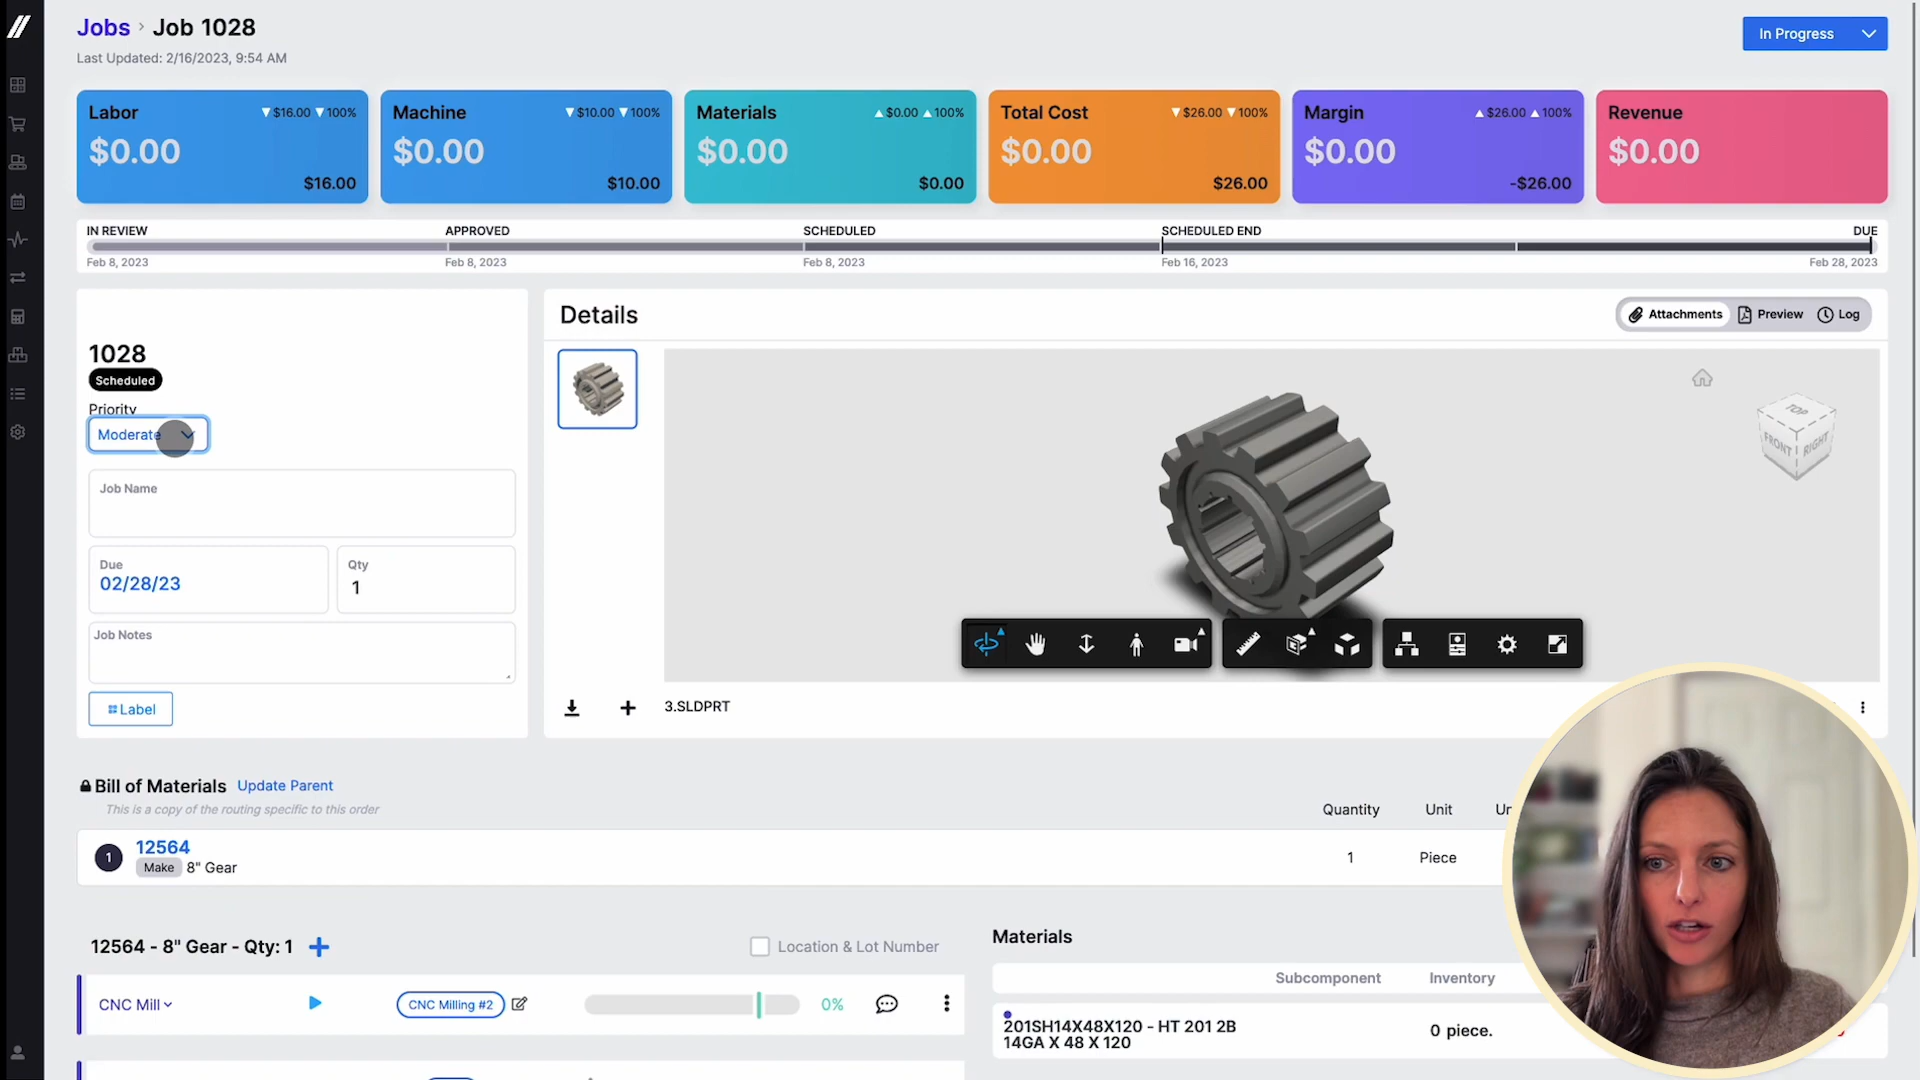 Jobs › Job 1028
Last Updated: 2/16/2023, 9:54 AM
In Progress
Labor ▼$16.00 ▼100%
$0.00
$16.00
Machine ▼$10.00 ▼100%
$0.00
$10.00
Materials ▲$0.00 ▲100%
$0.00
$0.00
Total Cost ▼$26.00 ▼100%
$0.00
$26.00
Margin ▲$26.00 ▲100%
$0.00
-$26.00
Revenue
$0.00
IN REVIEW APPROVED SCHEDULED SCHEDULED END DUE
Feb 8, 2023 Feb 8, 2023 Feb 8, 2023 Feb 16, 2023 Feb 28, 2023
1028
Scheduled
Priority
Moderate
Job Name
Due
02/28/23
Qty
1
Job Notes
Label
Details
Attachments Preview Log
TOP
FRONT RIGHT
3.SLDPRT
Bill of Materials Update Parent
This is a copy of the routing specific to this order
Quantity Unit
1 12564
Make 8" Gear
1 Piece
12564 - 8" Gear - Qty: 1
Location & Lot Number
CNC Mill CNC Milling #2 0%
Materials
Subcomponent Inventory
201SH14X48X120 - HT 201 2B
14GA X 48 X 120
0 piece.